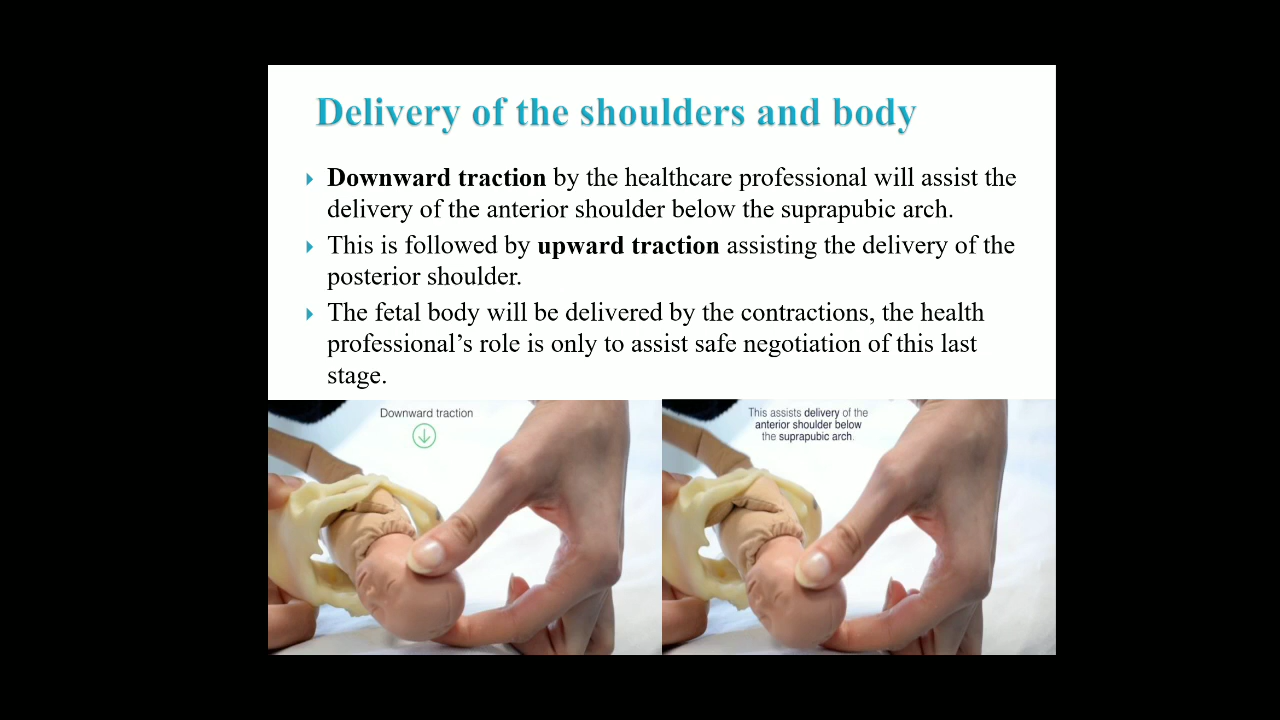 Delivery of the shoulders and body
Downward traction by the healthcare professional will assist the
delivery of the anterior shoulder below the suprapubic arch.
This is followed by upward traction assisting the delivery of the
posterior shoulder.
The fetal body will be delivered by the contractions, the health
professional’s role is only to assist safe negotiation of this last
stage.
Downward traction
This assists delivery of the
anterior shoulder below
the suprapubic arch.